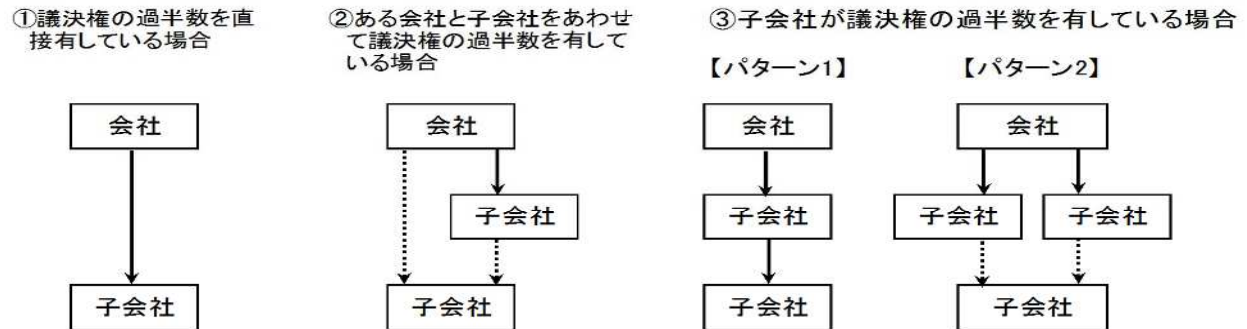 ①議決権の過半数を直
接有している場合
会社
子会社
②ある会社と子会社をあわせ
て議決権の過半数を有して
いる場合
会社
子会社
子会社
③子会社が議決権の過半数を有している場合
【パターン1】
会社
子会社
子会社
【パターン2】
会社
子会社
子会社
子会社